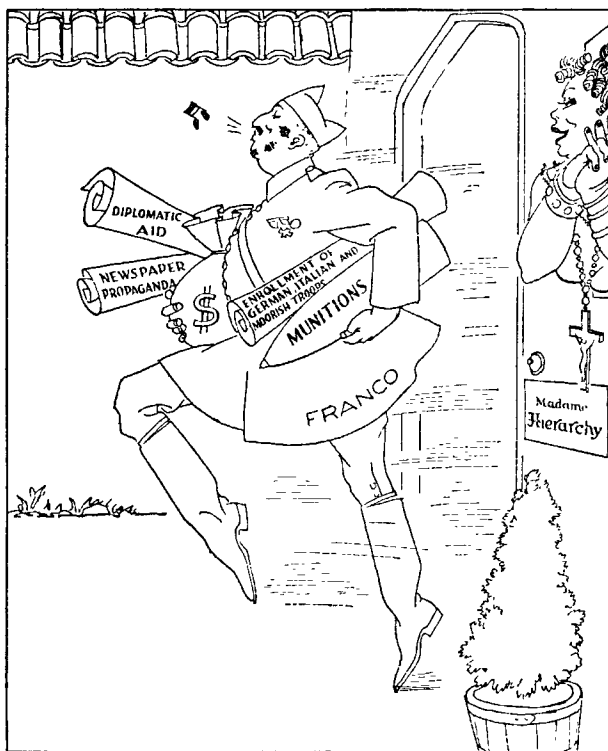 DIPLOMATIC
AID
NEWSPAPER
PROPAGANDA
$
ENROLLMENT OF
GERMAN ITALIAN AND
MOORISH TROOPS
MUNITIONS
FRANCO
Madame
Hierarchy